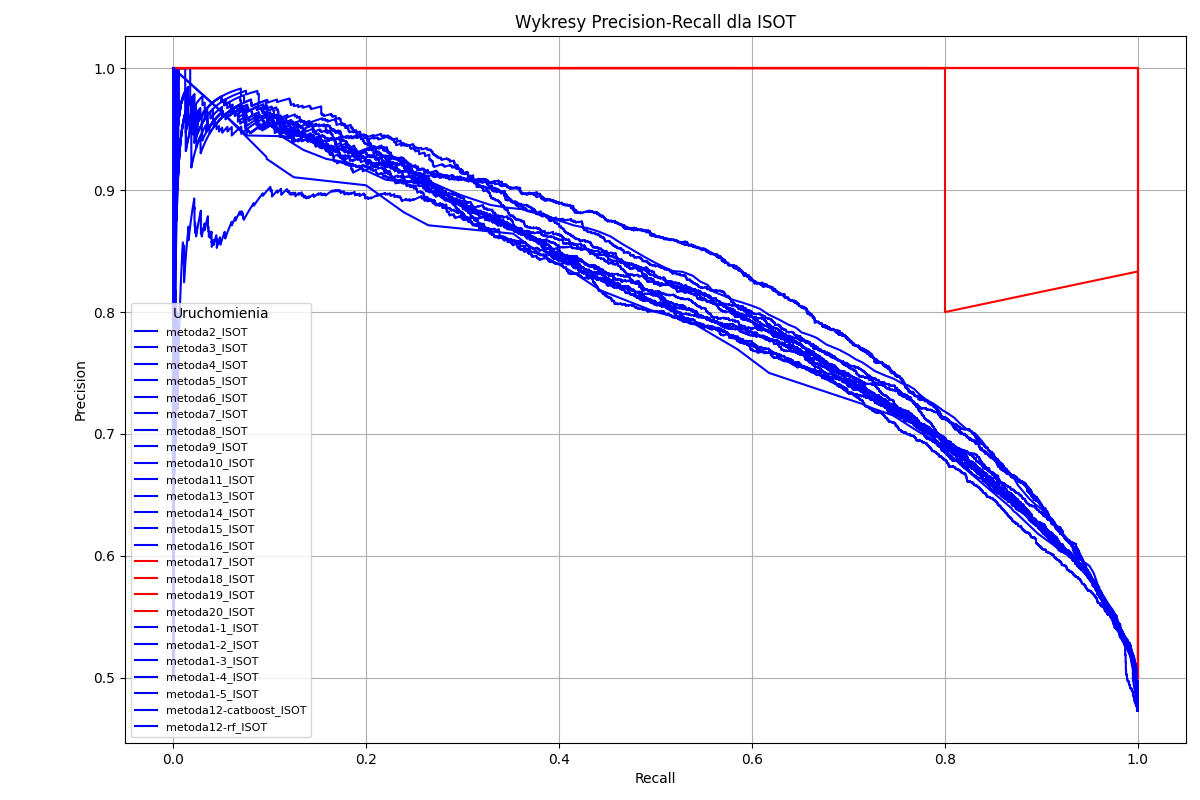 Wykresy Precision-Recall dla ISOT
1.0
0.9
0.8
0.7
0.6
0.5
Precision
Uruchomienia
metoda2_ISOT
metoda3_ISOT
metoda4_ISOT
metoda5_ISOT
metoda6_ISOT
metoda7_ISOT
metoda8_ISOT
metoda9_ISOT
metoda10_ISOT
metoda11_ISOT
metoda13_ISOT
metoda14_ISOT
metoda15_ISOT
metoda16_ISOT
metoda17_ISOT
metoda18_ISOT
metoda19_ISOT
metoda20_ISOT
metoda1-1_ISOT
metoda1-2_ISOT
metoda1-3_ISOT
metoda1-4_ISOT
metoda1-5_ISOT
metoda12-catboost_ISOT
metoda12-rf_ISOT
0.0 0.2 0.4 0.6 0.8 1.0
Recall